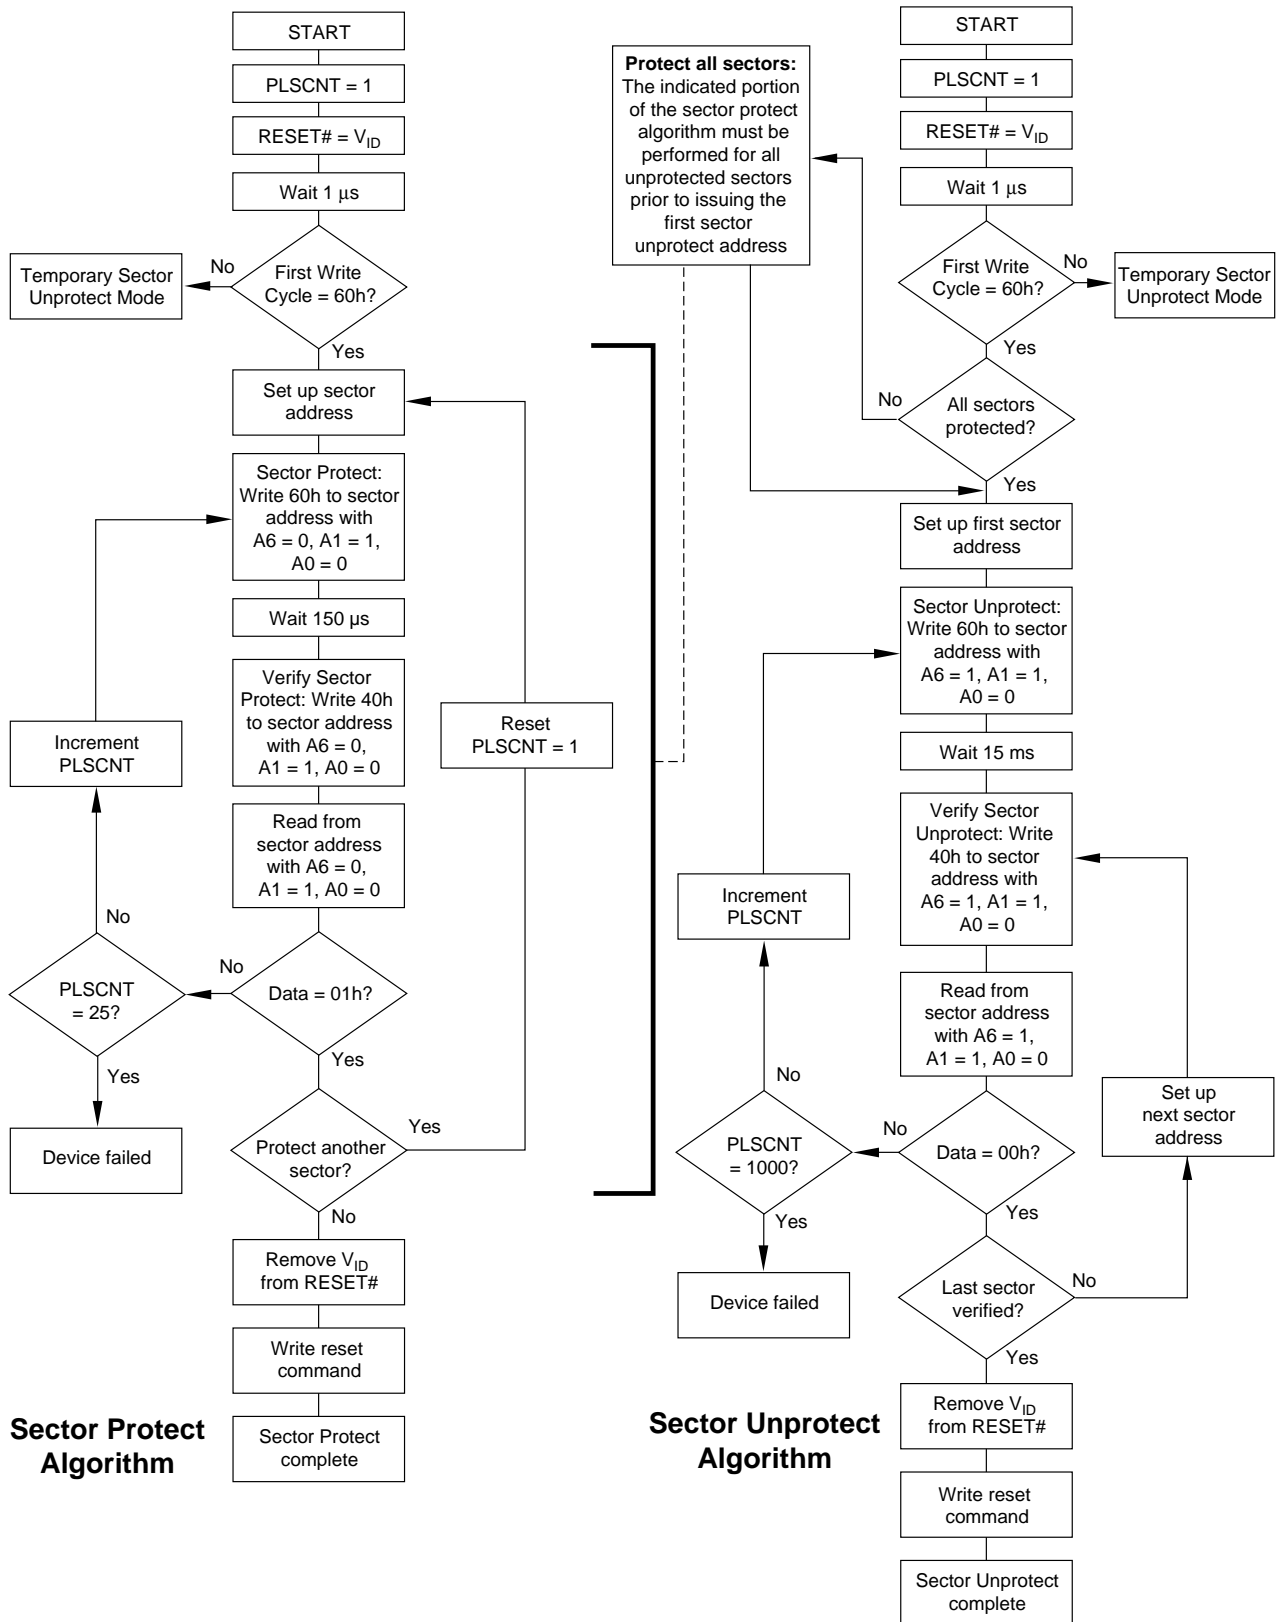 START
PLSCNT = 1
RESET# = VID
Wait 1 μs
First Write
Cycle = 60h?
No
Temporary Sector
Unprotect Mode
Yes
Set up sector
address
Sector Protect:
Write 60h to sector
address with
A6 = 0, A1 = 1,
A0 = 0
Wait 150 µs
Verify Sector
Protect: Write 40h
to sector address
with A6 = 0,
A1 = 1, A0 = 0
Reset
PLSCNT = 1
Increment
PLSCNT
Read from
sector address
with A6 = 0,
A1 = 1, A0 = 0
No
PLSCNT
= 25?
No
Data = 01h?
Yes
Yes
Device failed
Protect another
sector?
Yes
No
Remove VID
from RESET#
Write reset
command
Sector Protect
complete
Sector Protect
Algorithm
Protect all sectors:
The indicated portion
of the sector protect
algorithm must be
performed for all
unprotected sectors
prior to issuing the
first sector
unprotect address
START
PLSCNT = 1
RESET# = VID
Wait 1 μs
First Write
Cycle = 60h?
No
Temporary Sector
Unprotect Mode
Yes
No
All sectors
protected?
Yes
Set up first sector
address
Sector Unprotect:
Write 60h to sector
address with
A6 = 1, A1 = 1,
A0 = 0
Wait 15 ms
Verify Sector
Unprotect: Write
40h to sector
address with
A6 = 1, A1 = 1,
A0 = 0
Increment
PLSCNT
Read from
sector address
with A6 = 1,
A1 = 1, A0 = 0
No
Set up
next sector
address
PLSCNT
= 1000?
No
Data = 00h?
Yes
Yes
Device failed
Last sector
verified?
No
Yes
Remove VID
from RESET#
Write reset
command
Sector Unprotect
complete
Sector Unprotect
Algorithm